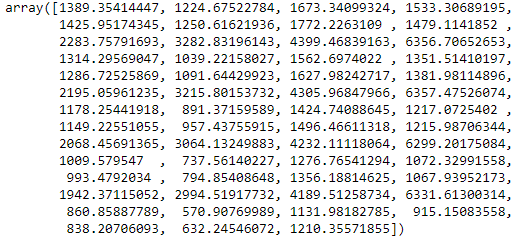 array([1389.35414447, 1224.67522784, 1673.34099324, 1533.30689195,
1425.95174345, 1250.61621936, 1772.2263109 , 1479.1141852 ,
2283.75791693, 3282.83196143, 4399.46839163, 6356.70652653,
1314.29569047, 1039.22158027, 1562.6974022 , 1351.51410197,
1286.72525869, 1091.64429923, 1627.98242717, 1381.98114896,
2195.05961235, 3215.80153732, 4305.96847966, 6357.47526074,
1178.25441918, 891.37159589, 1424.74088645, 1217.0725402 ,
1149.22551055, 957.43755915, 1496.46611318, 1215.98706344,
2068.45691365, 3064.13249883, 4232.11118064, 6299.20175084,
1009.579547 , 737.56140227, 1276.76541294, 1072.32991558,
993.4792034 , 794.85408648, 1356.18814625, 1067.93952173,
1942.37115052, 2994.51917732, 4189.51258734, 6331.61300314,
860.85887789, 570.90769989, 1131.98182785, 915.15083558,
838.20706093, 632.24546072, 1210.35571855])